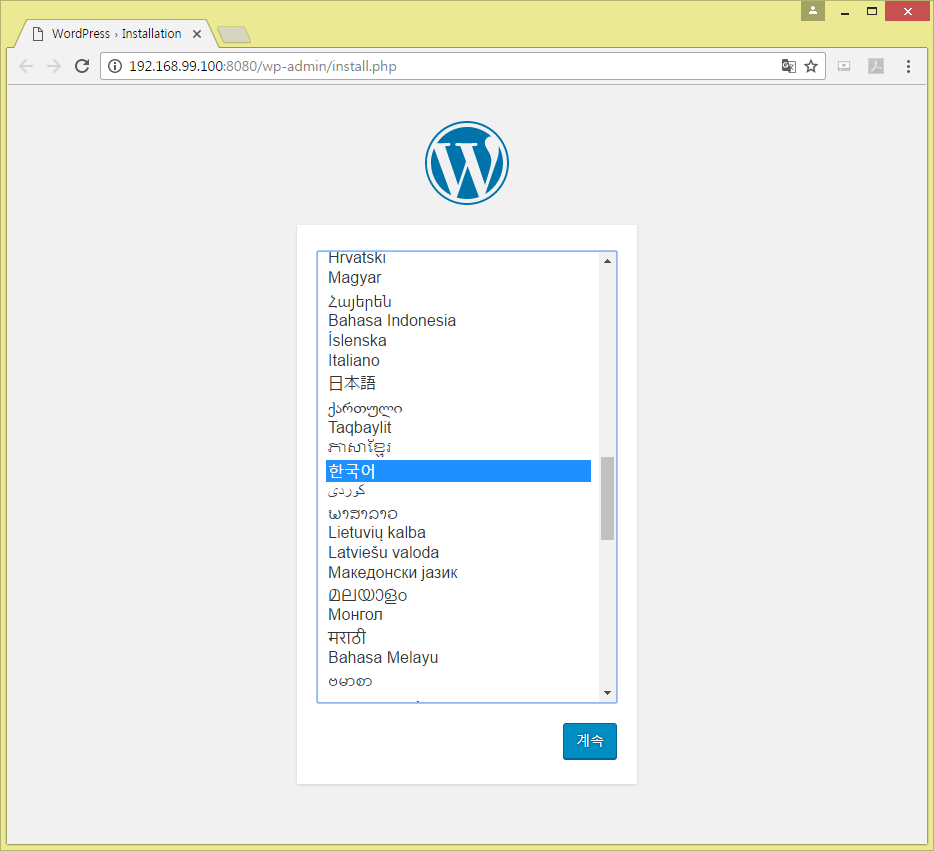 WordPress › Installation
192.168.99.100:8080/wp-admin/install.php
Hrvatski
Magyar
Հայերեն
Bahasa Indonesia
Íslenska
Italiano
日本語
ქართული
Taqbaylit
ភាសាខ្មែរ
한국어
كوردی
ພາສາລາວ
Lietuvių kalba
Latviešu valoda
Македонски јазик
മലയാളം
Монгол
मराठी
Bahasa Melayu
ဗမာစာ
계속